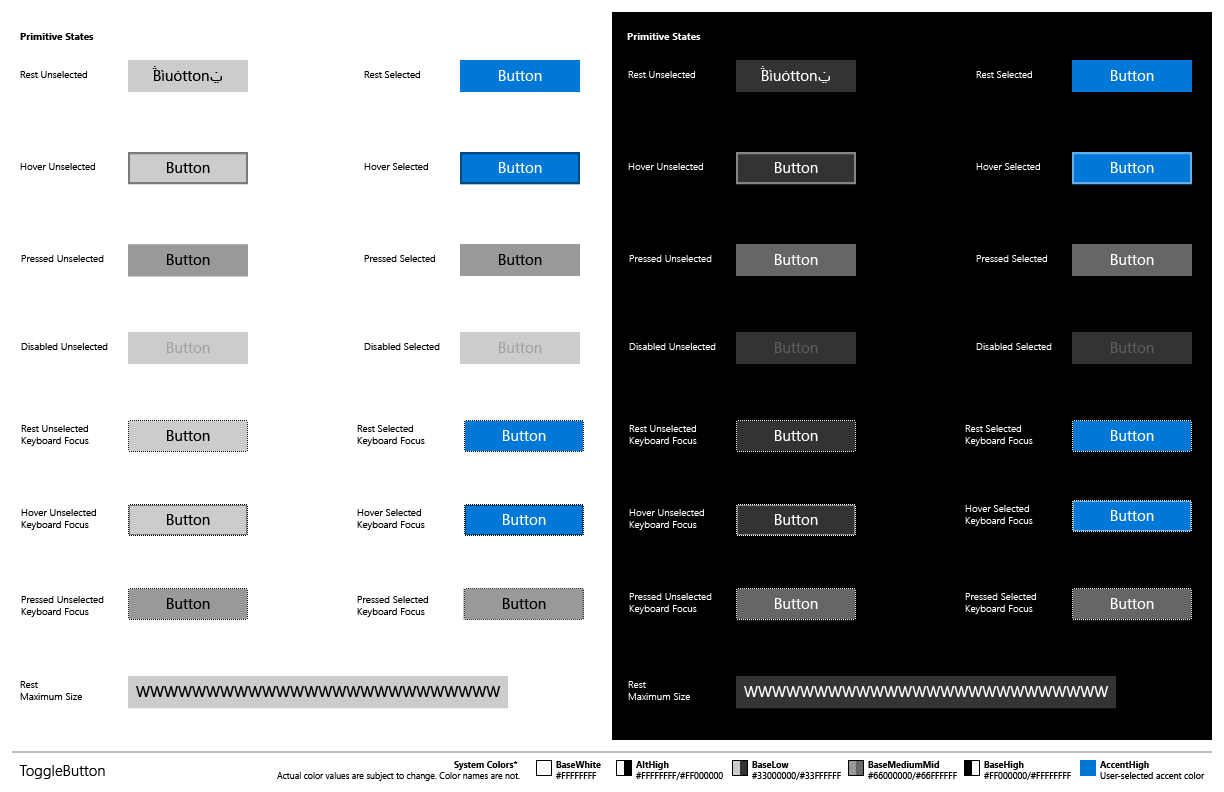 Primitive States
Rest Unselected
Rest Selected
Button
Hover Unselected
Button
Hover Selected
Button
Pressed Unselected
Button
Pressed Selected
Button
Disabled Unselected
Button
Disabled Selected
Button
Rest Unselected
Keyboard Focus
Button
Rest Selected
Keyboard Focus
Button
Hover Unselected
Keyboard Focus
Button
Hover Selected
Keyboard Focus
Button
Pressed Unselected
Keyboard Focus
Button
Pressed Selected
Keyboard Focus
Button
Rest
Maximum Size
WWWWWWWWWWWWWWWWWWWWWWWWWW
Primitive States
Rest Unselected
Rest Selected
Button
Hover Unselected
Button
Hover Selected
Button
Pressed Unselected
Button
Pressed Selected
Button
Disabled Unselected
Button
Disabled Selected
Button
Rest Unselected
Keyboard Focus
Button
Rest Selected
Keyboard Focus
Button
Hover Unselected
Keyboard Focus
Button
Hover Selected
Keyboard Focus
Button
Pressed Unselected
Keyboard Focus
Button
Pressed Selected
Keyboard Focus
Button
Rest
Maximum Size
WWWWWWWWWWWWWWWWWWWWWWWWWW
ToggleButton
System Colors*
Actual color values are subject to change. Color names are not.
BaseWhite
#FFFFFFFF
AltHigh
#FFFFFFFF/#FF000000
BaseLow
#33000000/#33FFFFFF
BaseMediumMid
#66000000/#66FFFFFF
BaseHigh
#FF000000/#FFFFFFFF
AccentHigh
User-selected accent color